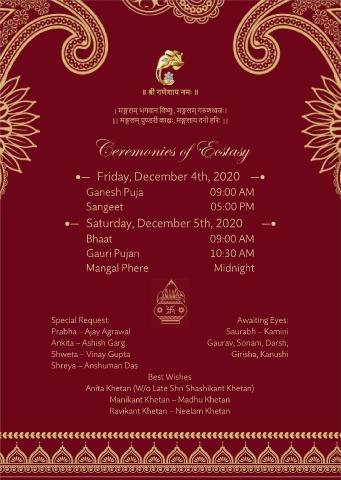 ॥ श्री गणेशाय नमः ॥
। मङ्गलम् भगवान विष्णु, मङ्गलम् गरुणध्वजः।
।। मङ्गलम् पुण्डरी काक्षः, मङ्गलाय तनो हरिः ।।
Ceremonies of Ecstasy
Friday, December 4th, 2020
Ganesh Puja 09:00 AM
Sangeet 05:00 PM
Saturday, December 5th, 2020
Bhaat 09:00 AM
Gauri Pujan 10:30 AM
Mangal Phere Midnight
Special Request:
Prabha – Ajay Agrawal
Ankita – Ashish Garg
Shweta – Vinay Gupta
Shreya – Anshuman Das
Awaiting Eyes:
Saurabh – Kamini
Gaurav, Sonam, Darsh,
Girisha, Kanushi
Best Wishes
Anita Khetan (W/o Late Shri Shashikant Khetan)
Manikant Khetan – Madhu Khetan
Ravikant Khetan – Neelam Khetan